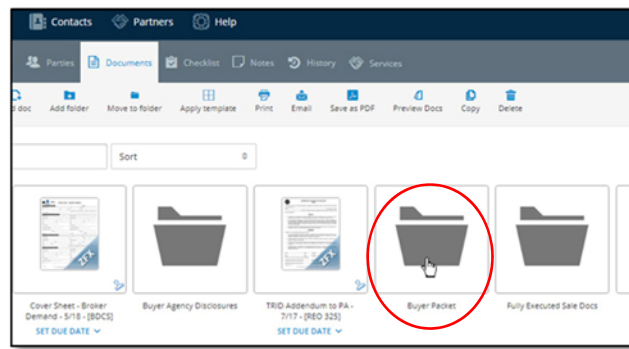 Contacts Partners Help
Parties Documents Checklist Notes History Services
d doc Add folder Move to folder Apply template Print Email Save as PDF Preview Docs Copy Delete
Sort
ZFX ZFX
Cover Sheet - Broker Buyer Agency Disclosures TRID Addendum to PA - Buyer Packet Fully Executed Sale Docs
Demand - 5/18 - [BDCS] 7/17 - [REO 325]
SET DUE DATE SET DUE DATE